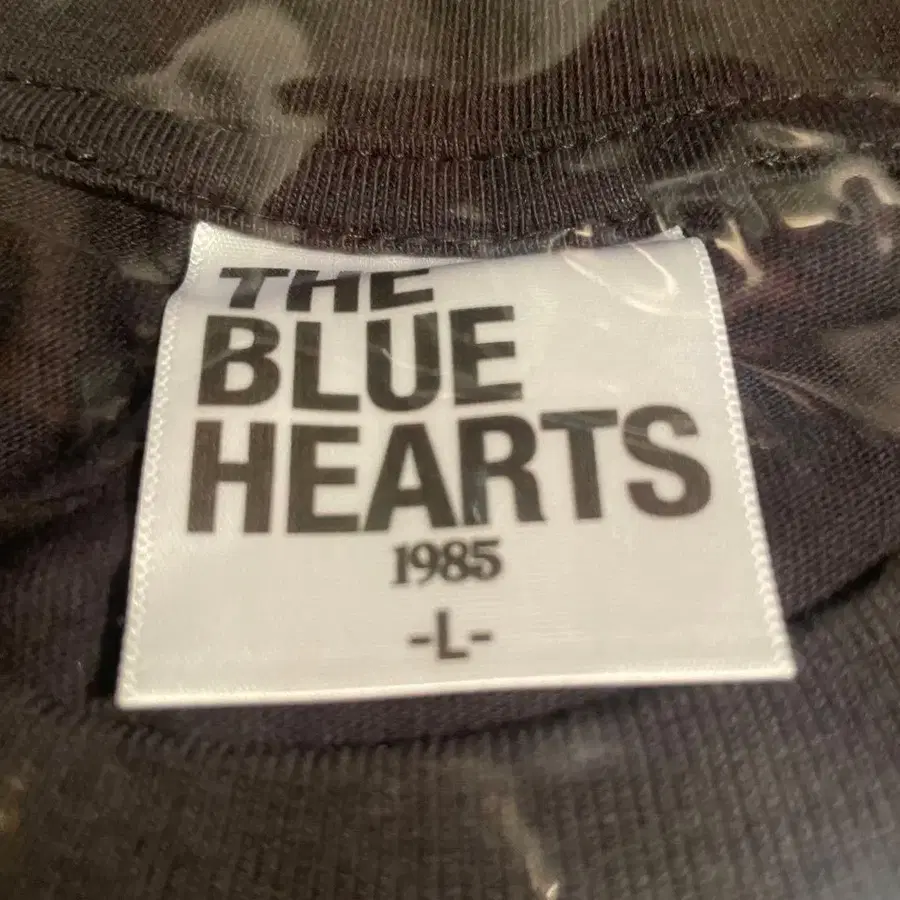 THE
BLUE
HEARTS
1985
-L-